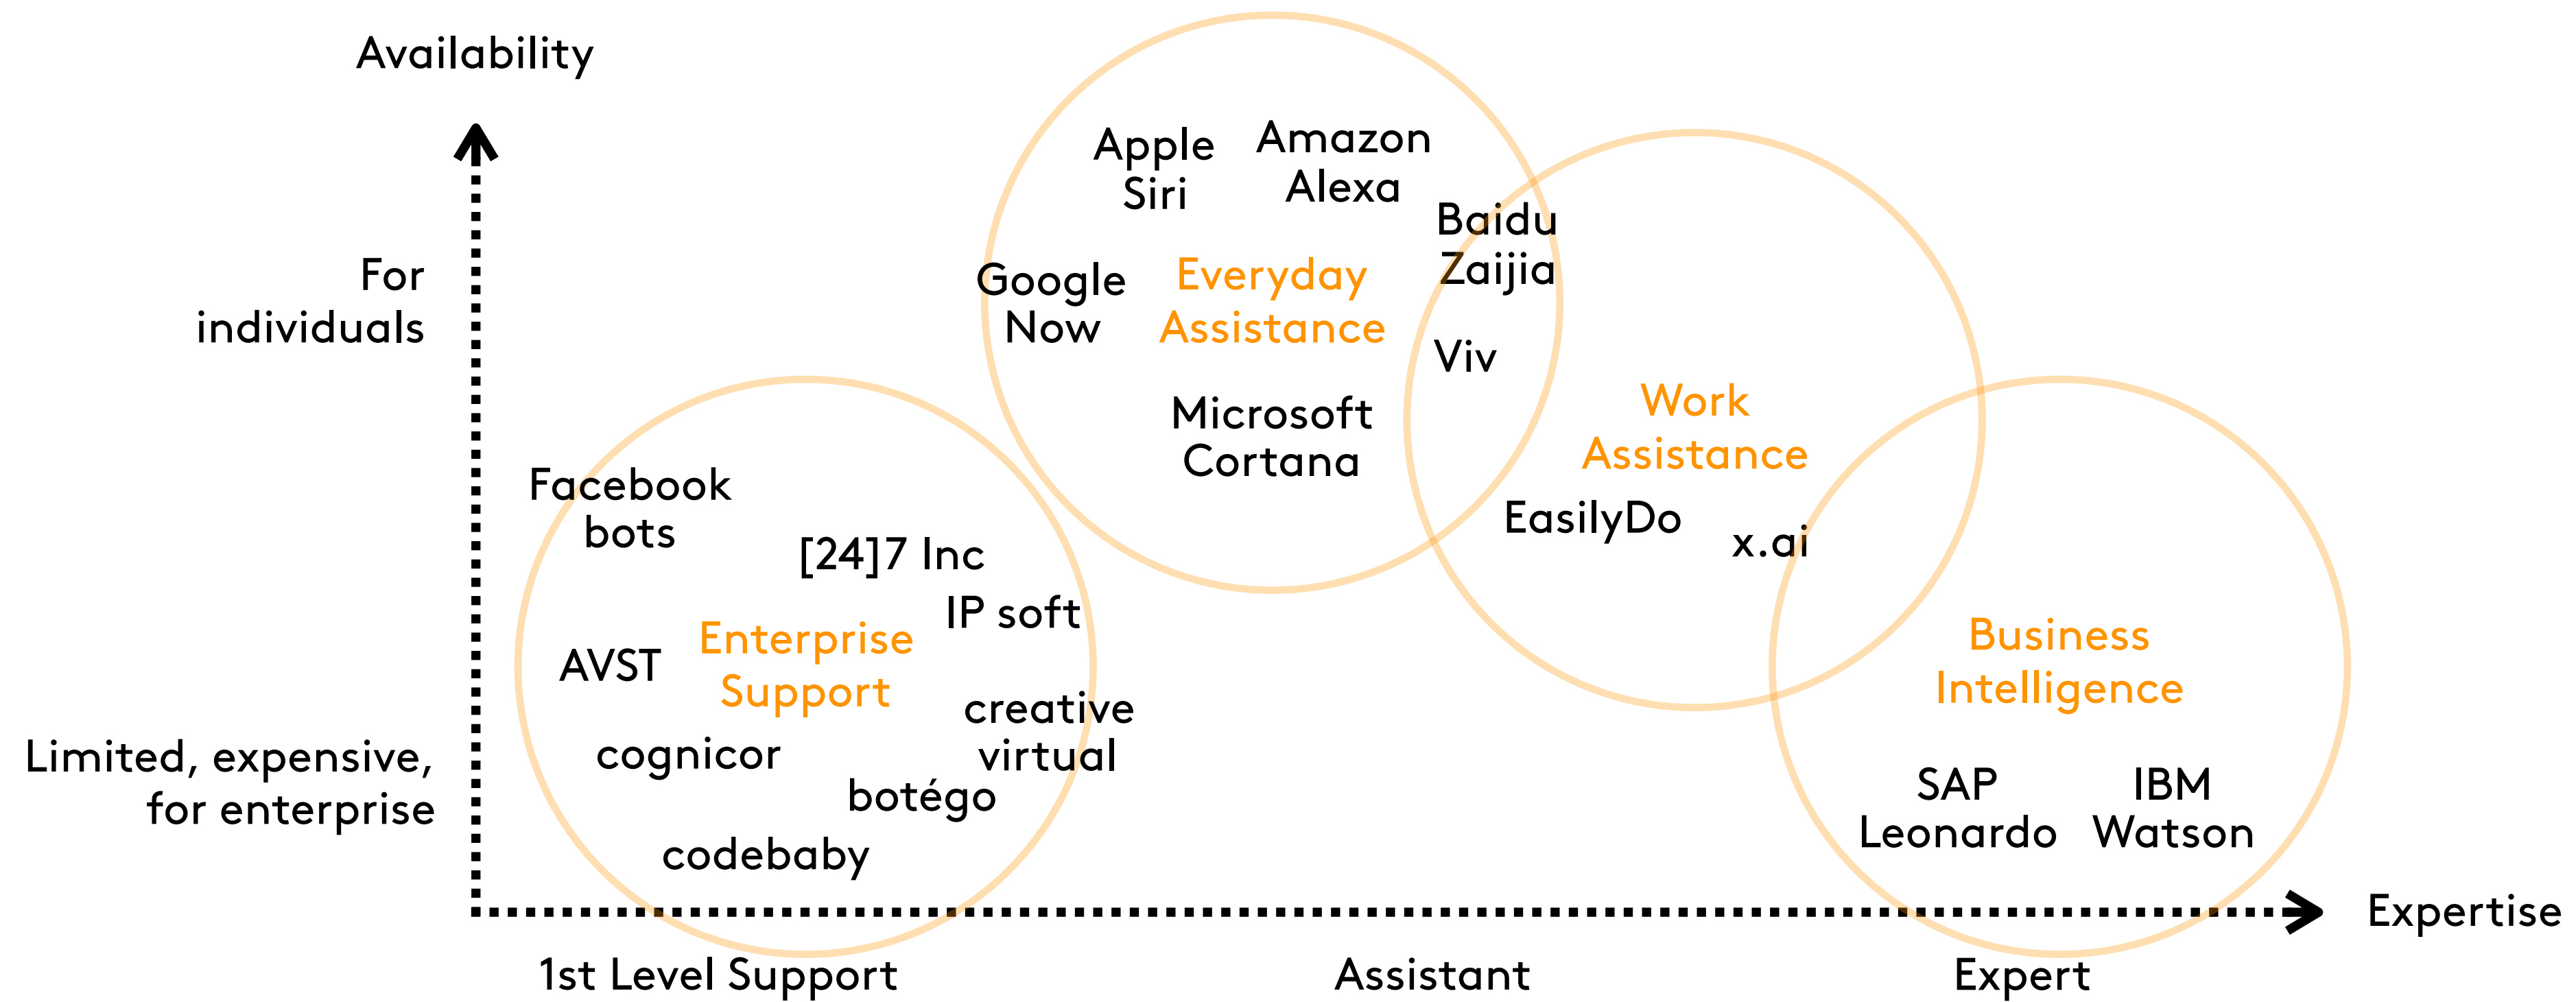 Availability
For
individuals
Limited, expensive,
for enterprise
Apple
Siri
Amazon
Alexa
Baidu
Zaijia
Google
Now
Everyday
Assistance
Viv
Microsoft
Cortana
Work
Assistance
EasilyDo
x.ai
Facebook
bots
[24]7 Inc
IP soft
Enterprise
Support
AVST
creative
virtual
cognicor
botégo
codebaby
Business
Intelligence
SAP
Leonardo
IBM
Watson
Expertise
1st Level Support
Assistant
Expert